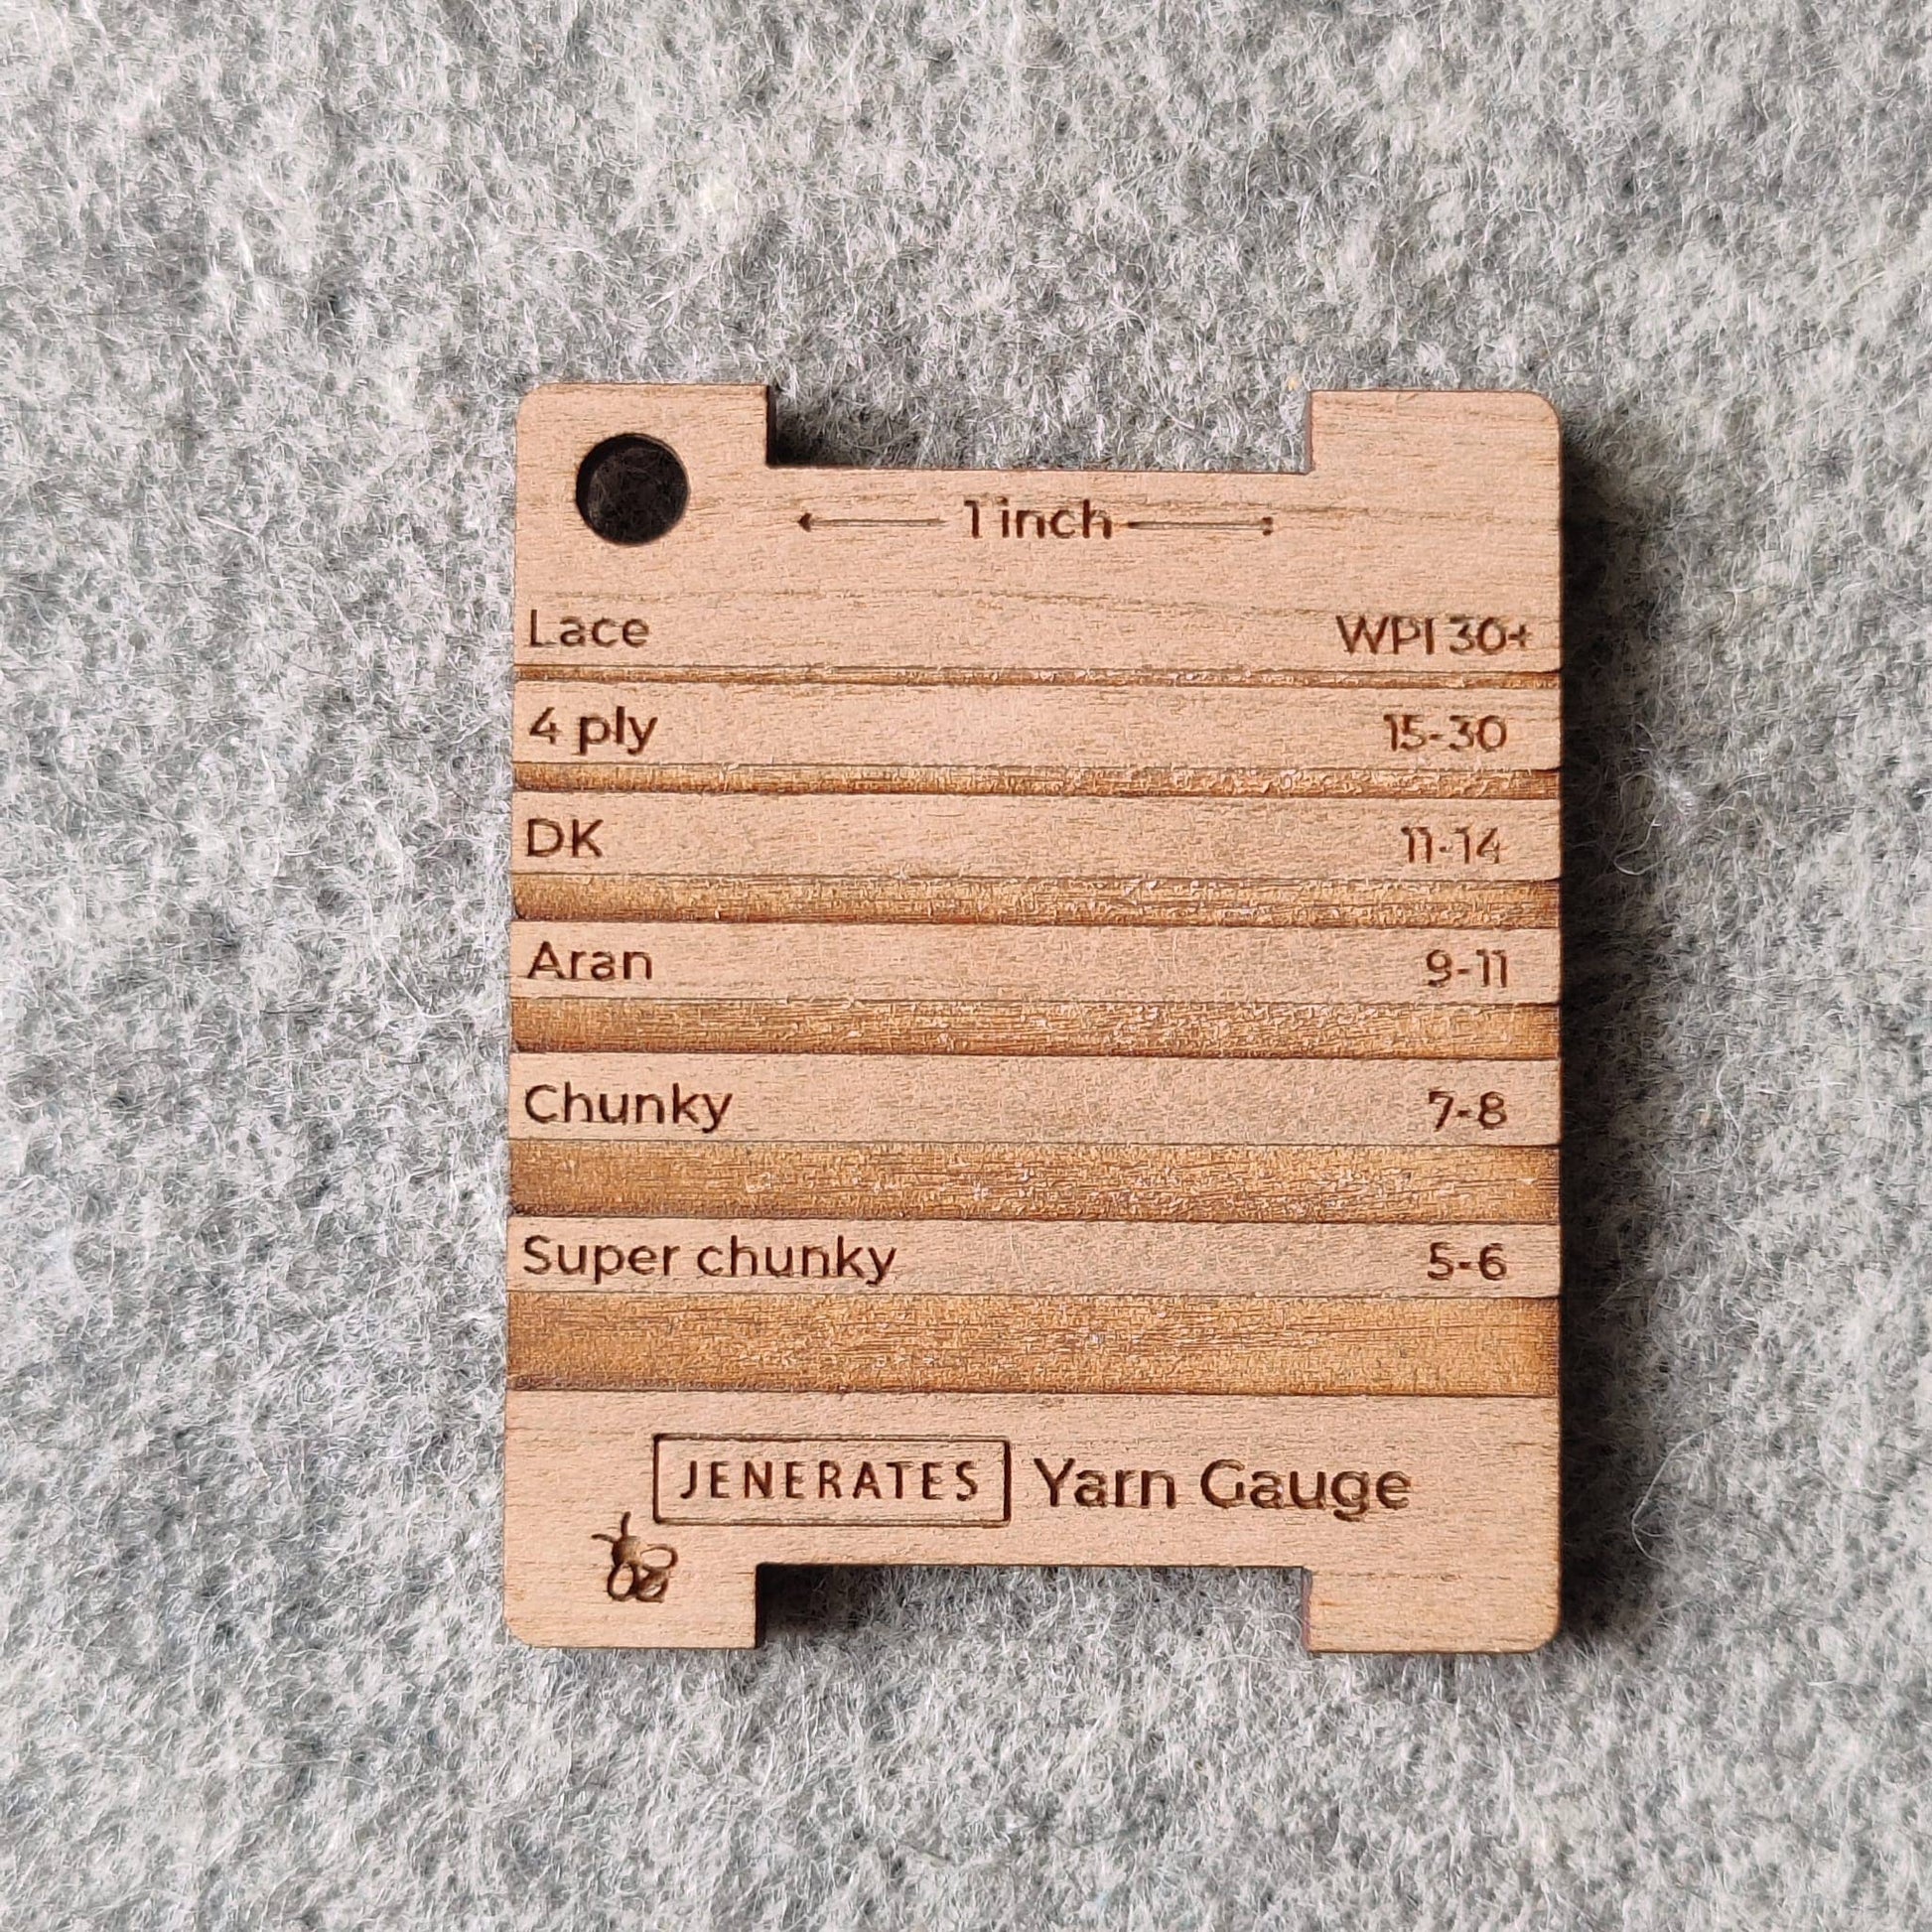 1 inch
Lace WPI 30+
4 ply 15-30
DK 11-14
Aran 9-11
Chunky 7-8
Super chunky 5-6
JENERATES Yarn Gauge